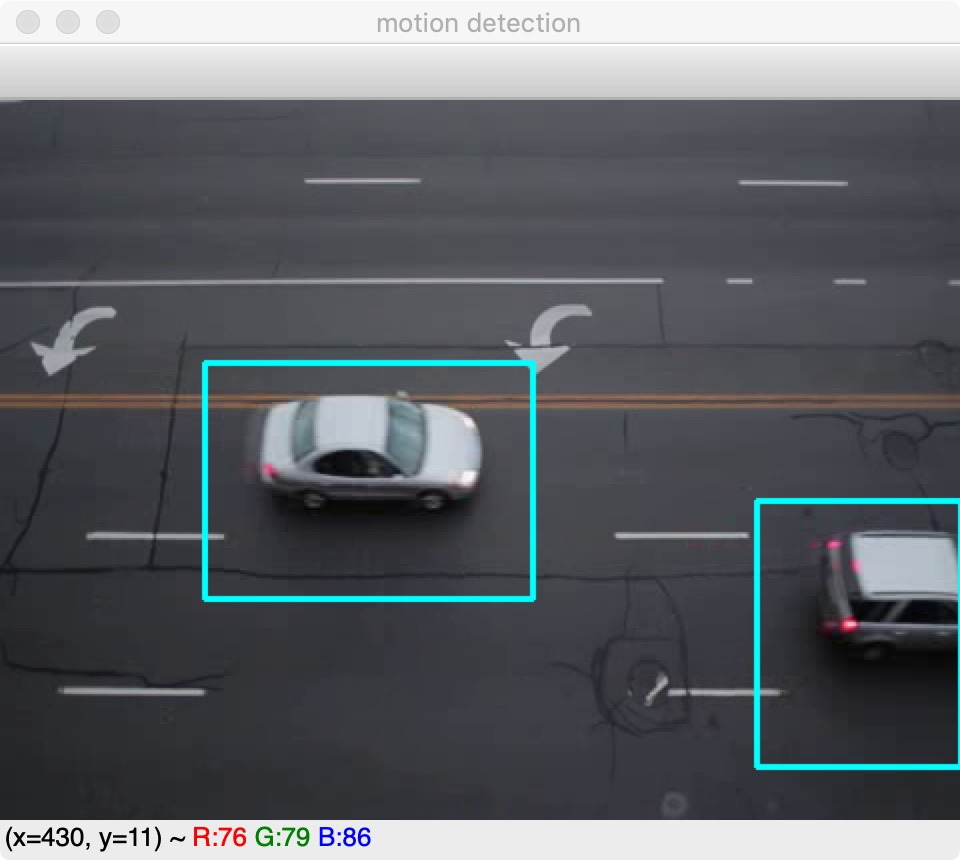 motion detection
(x=430, y=11) ~ R:76 G:79 B:86